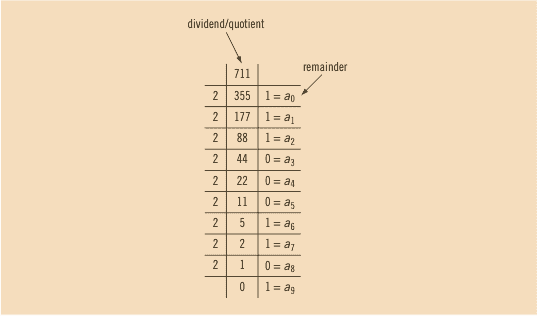 dividend/quotient
remainder
711
2 355 1 = a0
2 177 1 = a1
2 88 1 = a2
2 44 0 = a3
2 22 0 = a4
2 11 0 = a5
2 5 1 = a6
2 2 1 = a7
2 1 0 = a8
0 1 = a9